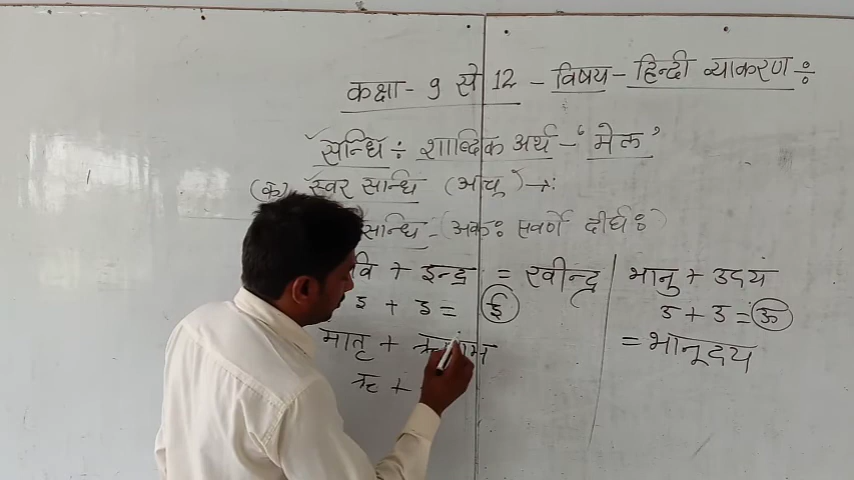 कक्षा - 9 से 12 - विषय - हिन्दी व्याकरण ÷
सन्धि ÷ शाब्दिक अर्थ - 'मेल'
(क) स्वर सन्धि (अच्) →:
सन्धि - (अकः सवर्णे दीर्घः)
वि + इन्द्र = रवीन्द्र
इ + इ = ई
मातृ +
ऋ +
भानु + उदय
उ + उ = ऊ
= भानूदय